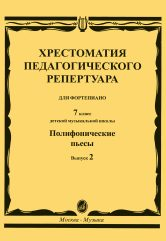 ХРЕСТОМАТИЯ
ПЕДАГОГИЧЕСКОГО
РЕПЕРТУАРА
ДЛЯ ФОРТЕПИАНО
7 класс
детской музыкальной школы
Полифонические
пьесы
Выпуск 2
Москва - Музыка